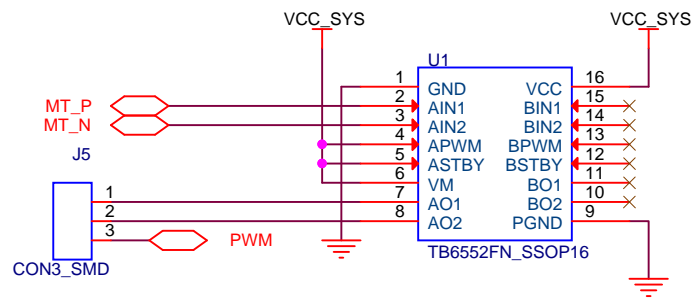 VCC_SYS
VCC_SYS
U1
1 GND VCC 16
MT_P 2 AIN1 BIN1 15
MT_N 3 AIN2 BIN2 14
4 APWM BPWM 13
J5
5 ASTBY BSTBY 12
6 VM BO1 11
1 7 AO1 BO2 10
2 8 AO2 PGND 9
3 PWM
CON3_SMD
TB6552FN_SSOP16